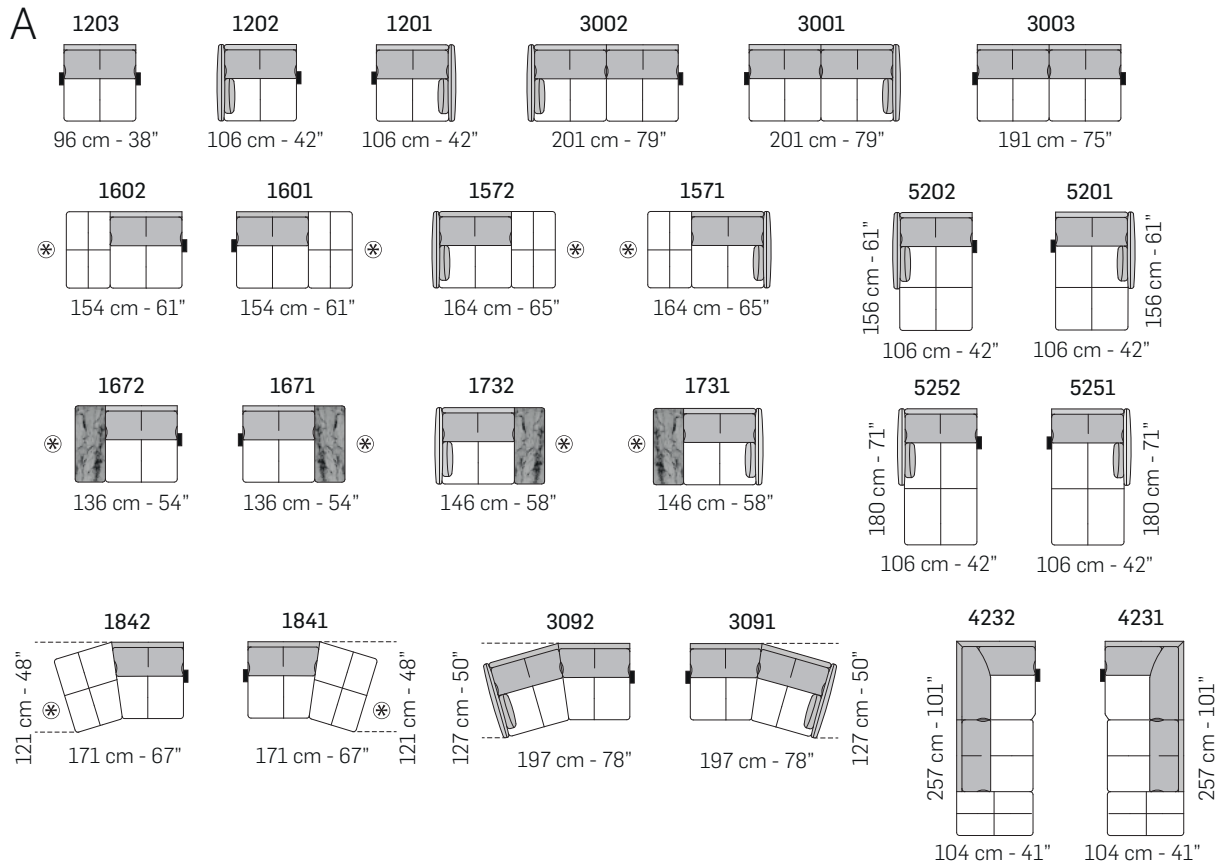 A
1203 1202 1201 3002 3001 3003
96 cm - 38” 106 cm - 42” 106 cm - 42” 201 cm - 79” 201 cm - 79” 191 cm - 75”
1602 1601 1572 1571 5202 5201
156 cm - 61” 156 cm - 61”
154 cm - 61” 154 cm - 61” 164 cm - 65” 164 cm - 65”
106 cm - 42” 106 cm - 42”
1672 1671 1732 1731 5252 5251
180 cm - 71” 180 cm - 71”
136 cm - 54” 136 cm - 54” 146 cm - 58” 146 cm - 58”
106 cm - 42” 106 cm - 42”
1842 1841 3092 3091 4232 4231
121 cm - 48” 121 cm - 48” 127 cm - 50” 127 cm - 50” 257 cm - 101” 257 cm - 101”
171 cm - 67” 171 cm - 67” 197 cm - 78” 197 cm - 78”
104 cm - 41” 104 cm - 41”